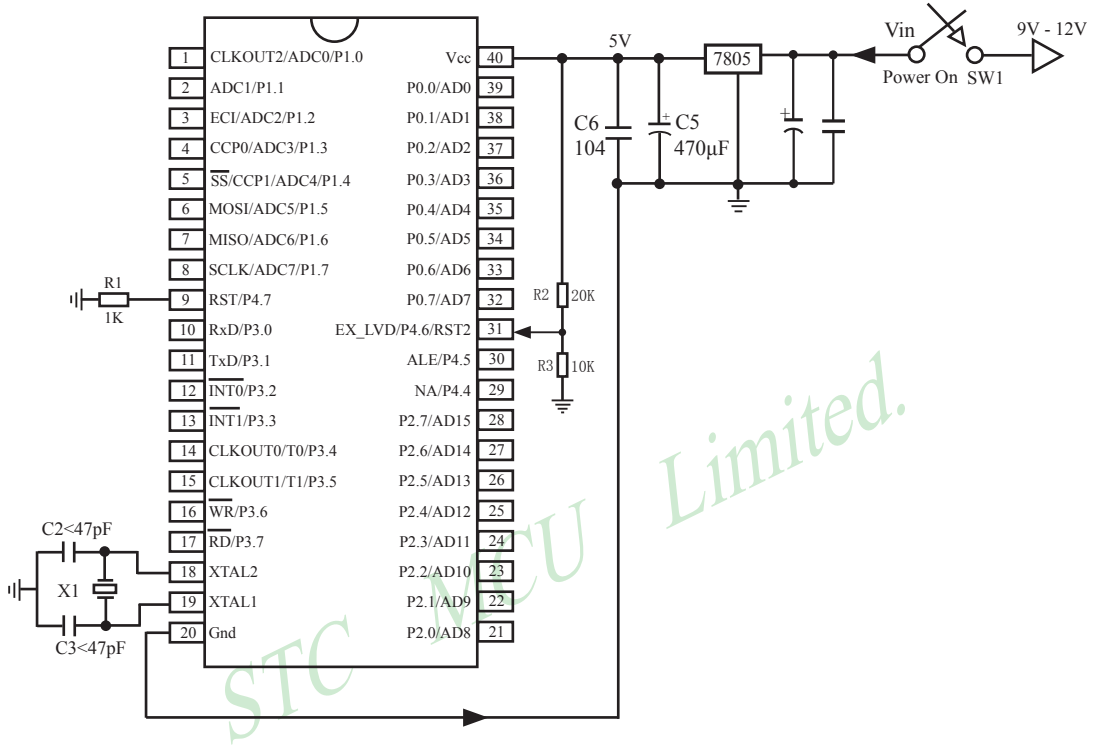 1 CLKOUT2/ADC0/P1.0
2 ADC1/P1.1
3 ECI/ADC2/P1.2
4 CCP0/ADC3/P1.3
5 SS/CCP1/ADC4/P1.4
6 MOSI/ADC5/P1.5
7 MISO/ADC6/P1.6
8 SCLK/ADC7/P1.7
9 RST/P4.7
10 RxD/P3.0
11 TxD/P3.1
12 INT0/P3.2
13 INT1/P3.3
14 CLKOUT0/T0/P3.4
15 CLKOUT1/T1/P3.5
16 WR/P3.6
17 RD/P3.7
18 XTAL2
19 XTAL1
20 Gnd
Vcc 40
P0.0/AD0 39
P0.1/AD1 38
P0.2/AD2 37
P0.3/AD3 36
P0.4/AD4 35
P0.5/AD5 34
P0.6/AD6 33
P0.7/AD7 32
EX_LVD/P4.6/RST2 31
ALE/P4.5 30
NA/P4.4 29
P2.7/AD15 28
P2.6/AD14 27
P2.5/AD13 26
P2.4/AD12 25
P2.3/AD11 24
P2.2/AD10 23
P2.1/AD9 22
P2.0/AD8 21
R1
1K
C2<47pF
X1
C3<47pF
5V
7805
Vin
9V - 12V
Power On SW1
C6
104
+
C5
470μF
+
R2 20K
R3 10K
STC MCU Limited.